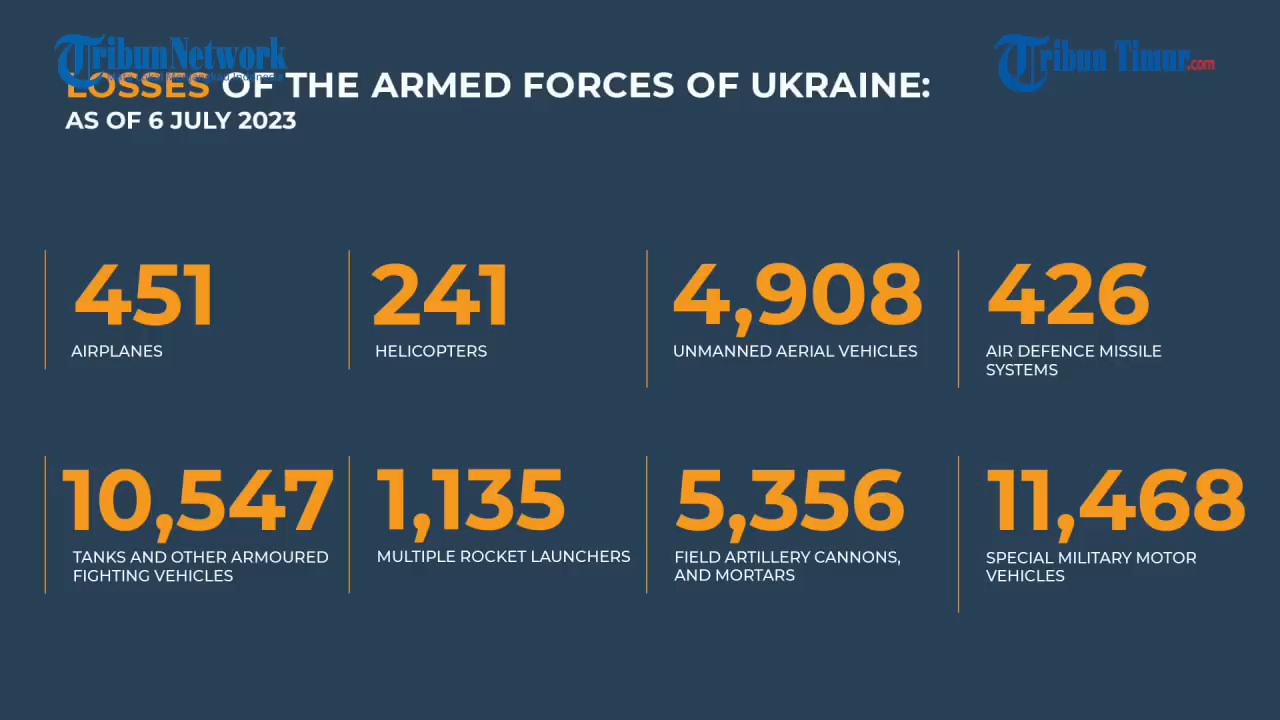 TribunNetwork
Tribun Timur.com
LOSSES OF THE ARMED FORCES OF UKRAINE:
AS OF 6 JULY 2023
451
AIRPLANES
241
HELICOPTERS
4,908
UNMANNED AERIAL VEHICLES
426
AIR DEFENCE MISSILE
SYSTEMS
10,547
TANKS AND OTHER ARMOURED
FIGHTING VEHICLES
1,135
MULTIPLE ROCKET LAUNCHERS
5,356
FIELD ARTILLERY CANNONS,
AND MORTARS
11,468
SPECIAL MILITARY MOTOR
VEHICLES